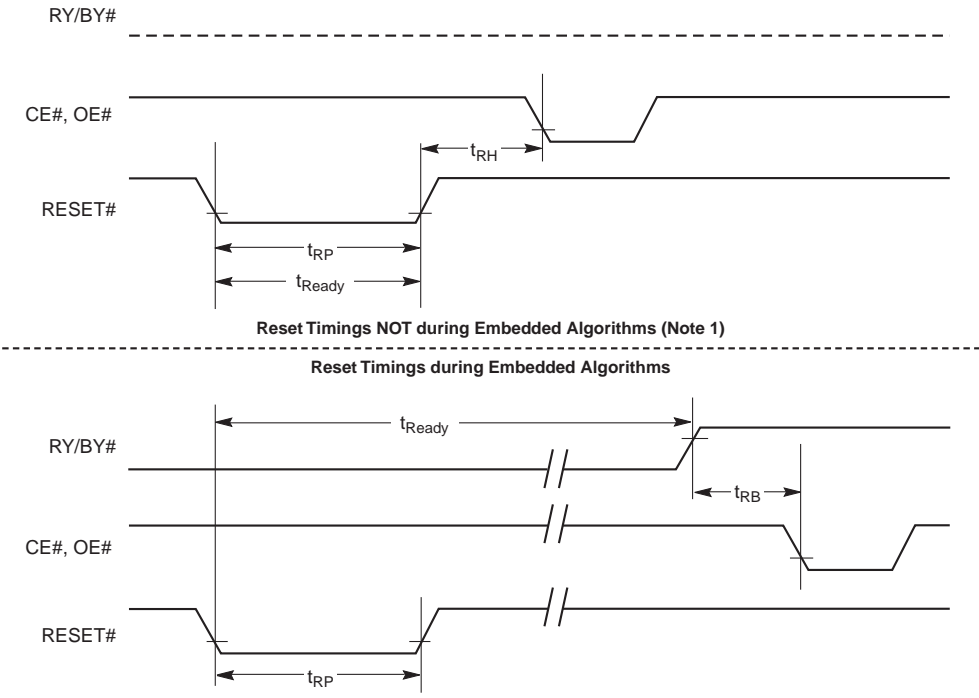 RY/BY#
CE#, OE#
tRH
RESET#
tRP
tReady
Reset Timings NOT during Embedded Algorithms (Note 1)
Reset Timings during Embedded Algorithms
tReady
RY/BY#
tRB
CE#, OE#
RESET#
tRP